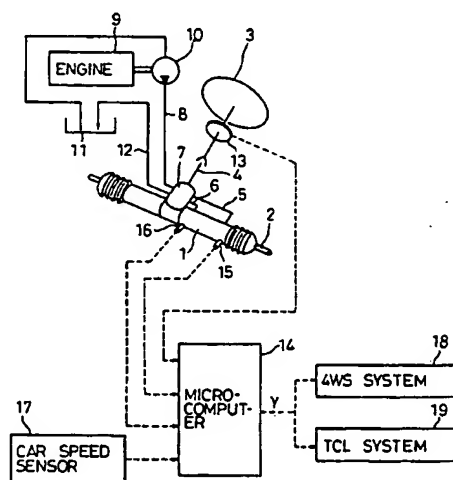 9
10
3
ENGINE
8
11
12
7
13
4
6
5
2
16
1
15
14
18
MICRO-
COMPUT-
ER
γ
4WS SYSTEM
17
19
CAR SPEED
SENSOR
TCL SYSTEM